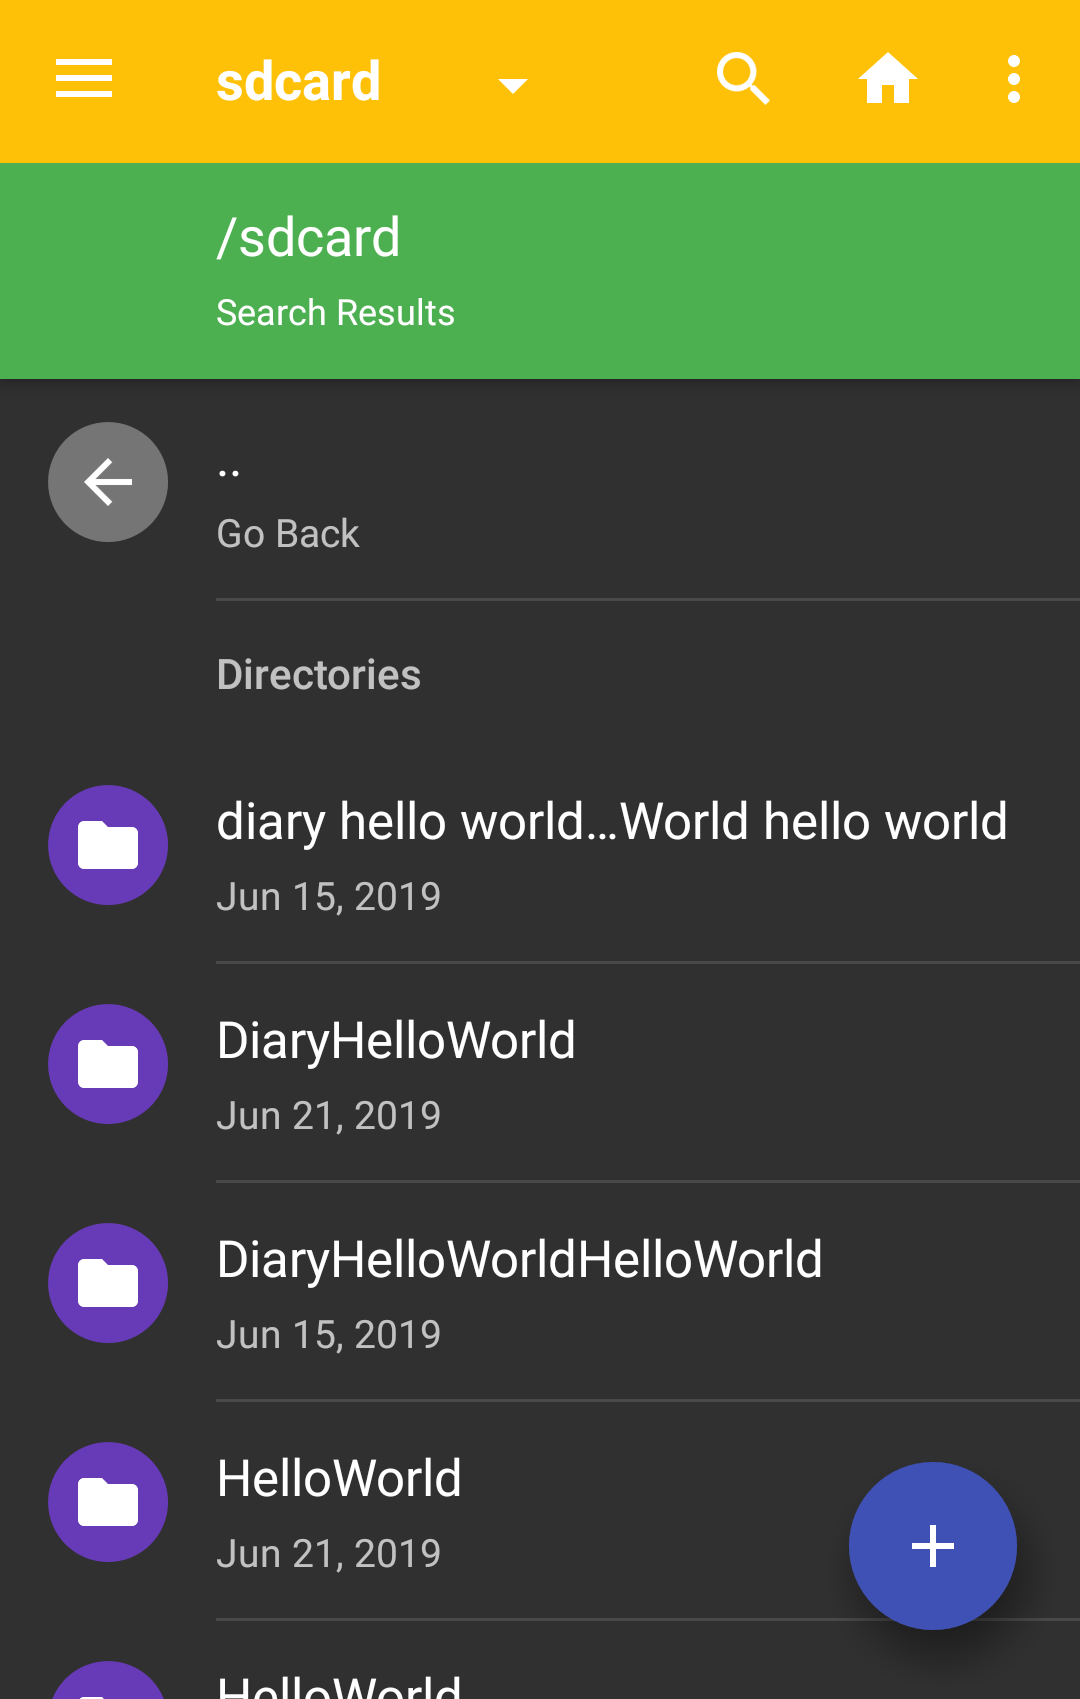 sdcard
/sdcard
Search Results
..
Go Back
Directories
diary hello world...World hello world
Jun 15, 2019
DiaryHelloWorld
Jun 21, 2019
DiaryHelloWorldHelloWorld
Jun 15, 2019
HelloWorld
Jun 21, 2019
HelloWorld